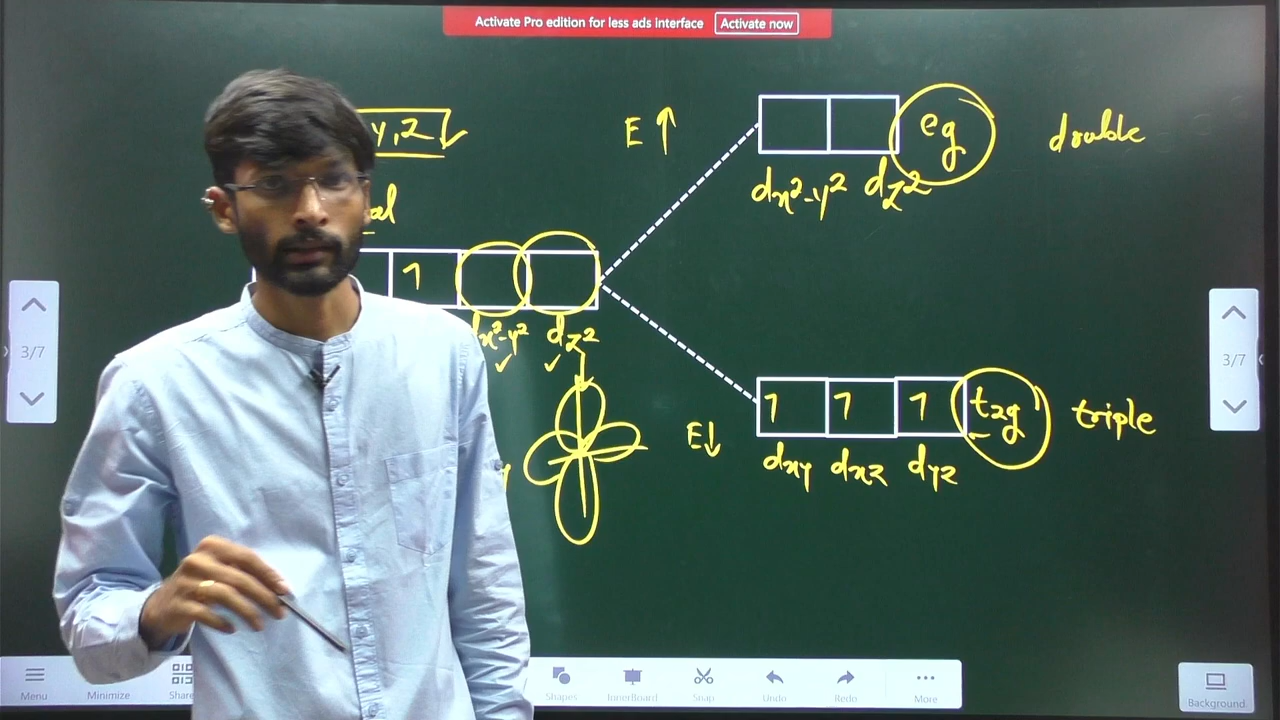 Activate Pro edition for less ads interface Activate now
y, z
E ↑
eg
double
dx²-y² dz²
al
1
dx²-y² dz²
3/7
3/7
E↓
1 1 1 t2g
triple
dxy dxz dyz
y
Menu
Minimize
Share
Shapes
InnerBoard
Snap
Undo
Redo
More
Background